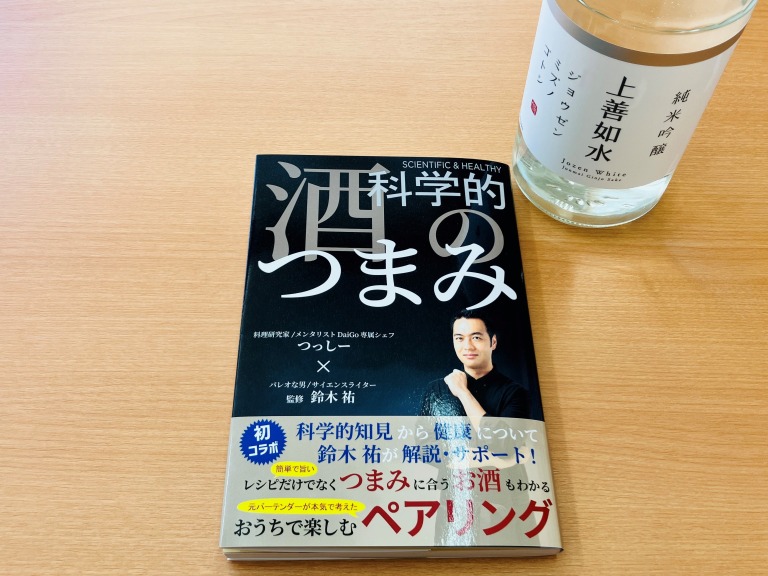 純米吟醸
上善如水
ジョウゼン
ミズノ
ゴトシ
Jozen White
Junmai Ginjo Sake
SCIENTIFIC & HEALTHY
科学的
酒の
つまみ
料理研究家/メンタリストDaiGo専属シェフ
つっしー
×
パレオな男/サイエンスライター
監修 鈴木 祐
初
コラボ
科学的知見から健康について
鈴木 祐が解説・サポート!
簡単で旨い
レシピだけでなくつまみに合うお酒もわかる
元バーテンダーが本気で考えた
おうちで楽しむペアリング